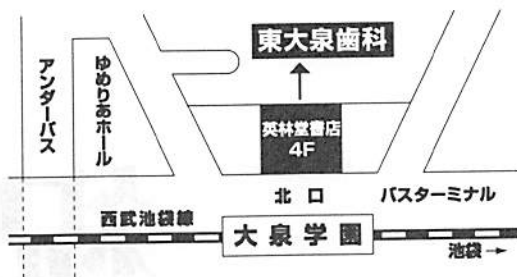 東大泉歯科
アンダーパス
ゆめりあホール
英林堂書店
4F
北口
バスターミナル
西武池袋線
大泉学園
池袋→